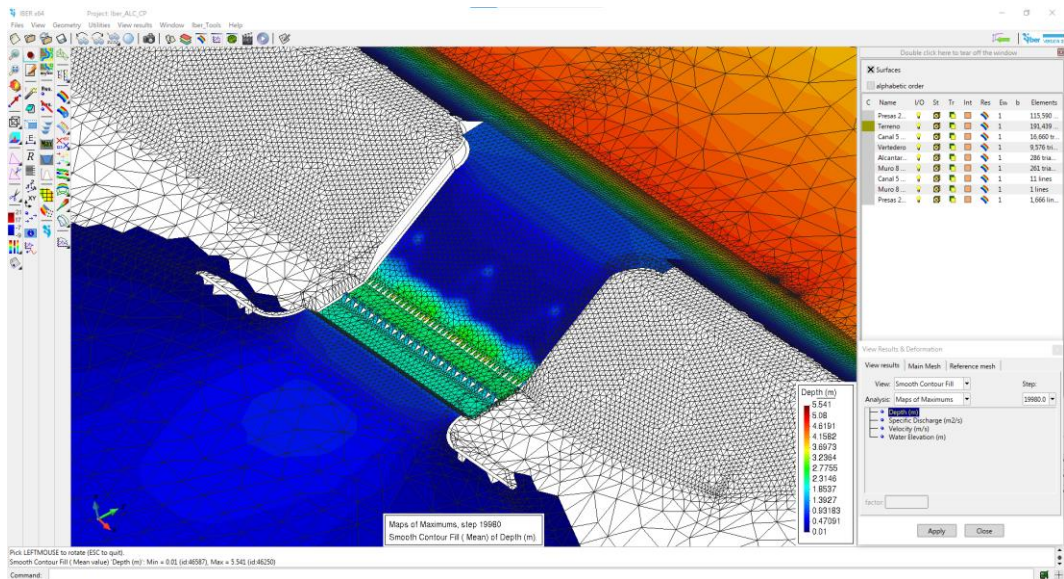 IBER x64 Project: Iber_ALC_CP
Files View Geometry Utilities View results Window Iber_Tools Help
Double click here to tear off the window
Surfaces
alphabetic order
C Name I/O St Tr Int Res Em b Elements
Presas 2... 1 115,590 ...
Terreno 1 191,439 ...
Canal 5 ... 1 16,660 tr...
Vertedero 1 9,576 tri...
Alcantar... 1 286 tria...
Muro 8 ... 1 261 tria...
Canal 5 ... 1 11 lines
Muro 8 ... 1 1 lines
Presas 2... 1 1,666 lin...
View Results & Deformation
View results Main Mesh Reference mesh
View: Smooth Contour Fill Step:
Analysis: Maps of Maximums 19980.0
Depth (m)
Specific Discharge (m2/s)
Velocity (m/s)
Water Elevation (m)
factor:
Apply Close
Depth (m)
5.541
5.08
4.6191
4.1582
3.6973
3.2364
2.7755
2.3146
1.8537
1.3927
0.93183
0.47091
0.01
Maps of Maximums, step 19980
Smooth Contour Fill ( Mean) of Depth (m).
Pick LEFTMOUSE to rotate (ESC to quit).
Smooth Contour Fill ( Mean value) 'Depth (m)': Min = 0.01 (id:46587), Max = 5.541 (id:46250)
Command: